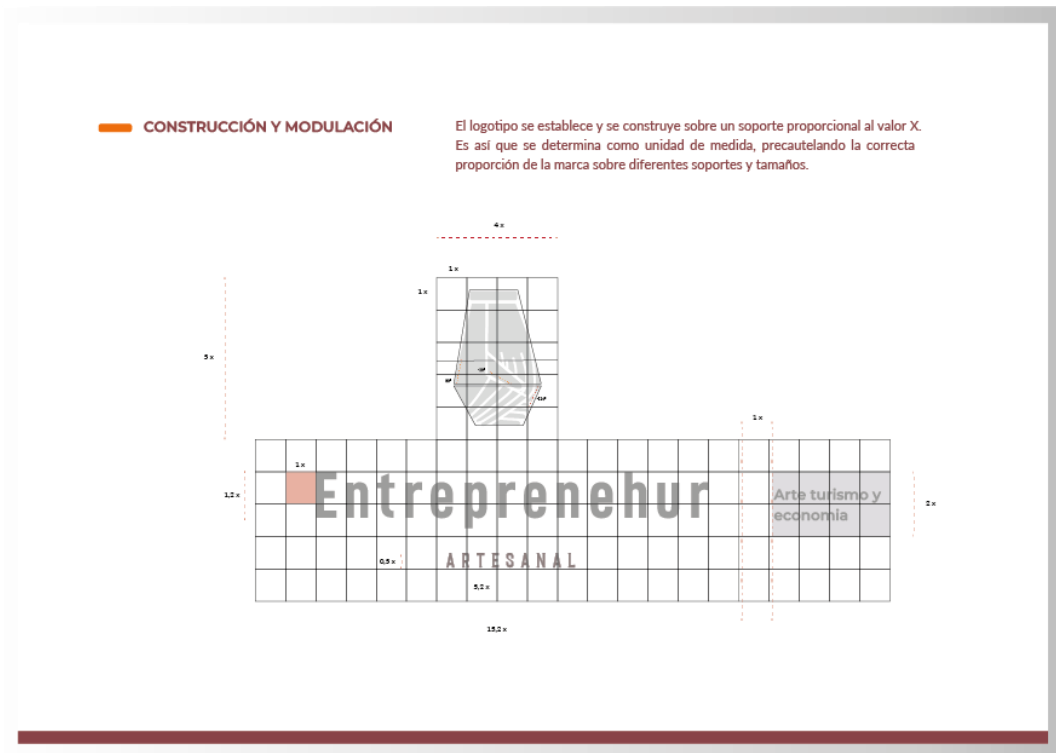 CONSTRUCCIÓN Y MODULACIÓN
El logotipo se establece y se construye sobre un soporte proporcional al valor X.
Es así que se determina como unidad de medida, precautelando la correcta
proporción de la marca sobre diferentes soportes y tamaños.
4 x
1 x
1 x
5 x
1 x
1 x
1,2 x
Entreprenehur
Arte turismo y
economia
2 x
0,5 x
ARTESANAL
5,2 x
15,2 x